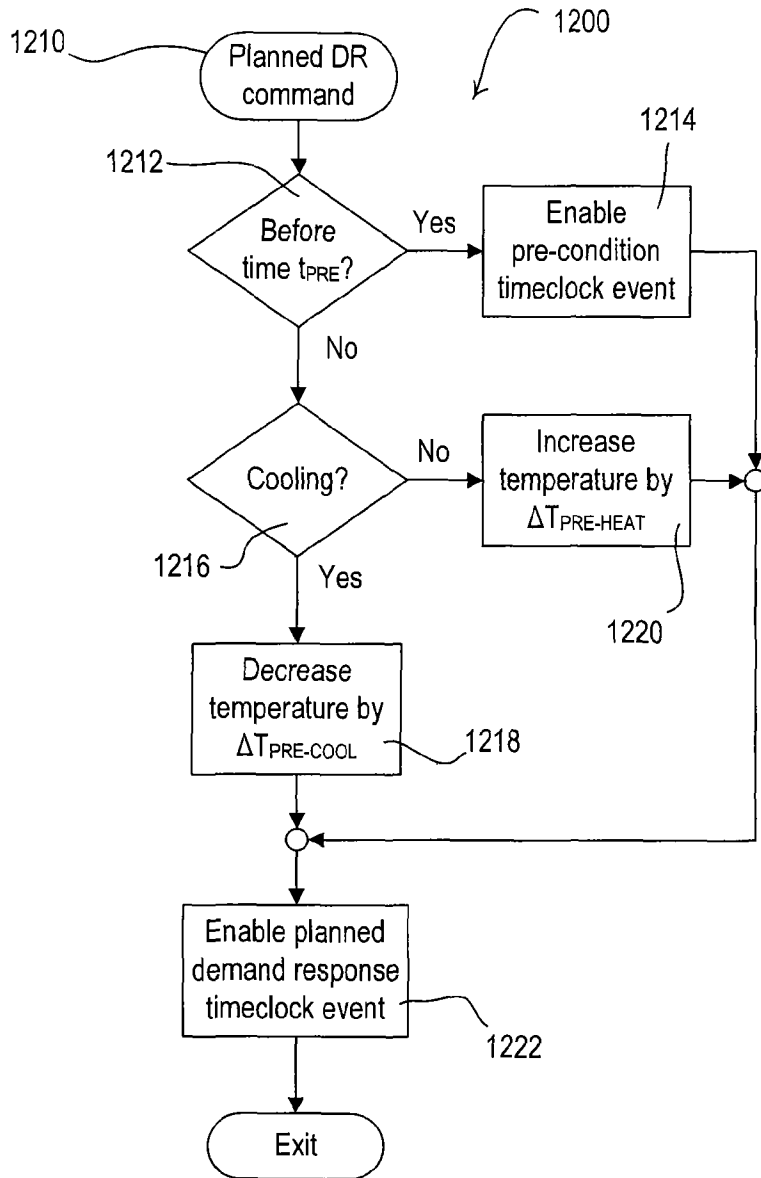 1210
Planned DR
command
1200
1212
Before
time tPRE?
Yes
1214
Enable
pre-condition
timeclock event
No
Cooling?
No
Increase
temperature by
ΔTPRE-HEAT
1216
Yes
1220
Decrease
temperature by
ΔTPRE-COOL
1218
Enable planned
demand response
timeclock event
1222
Exit